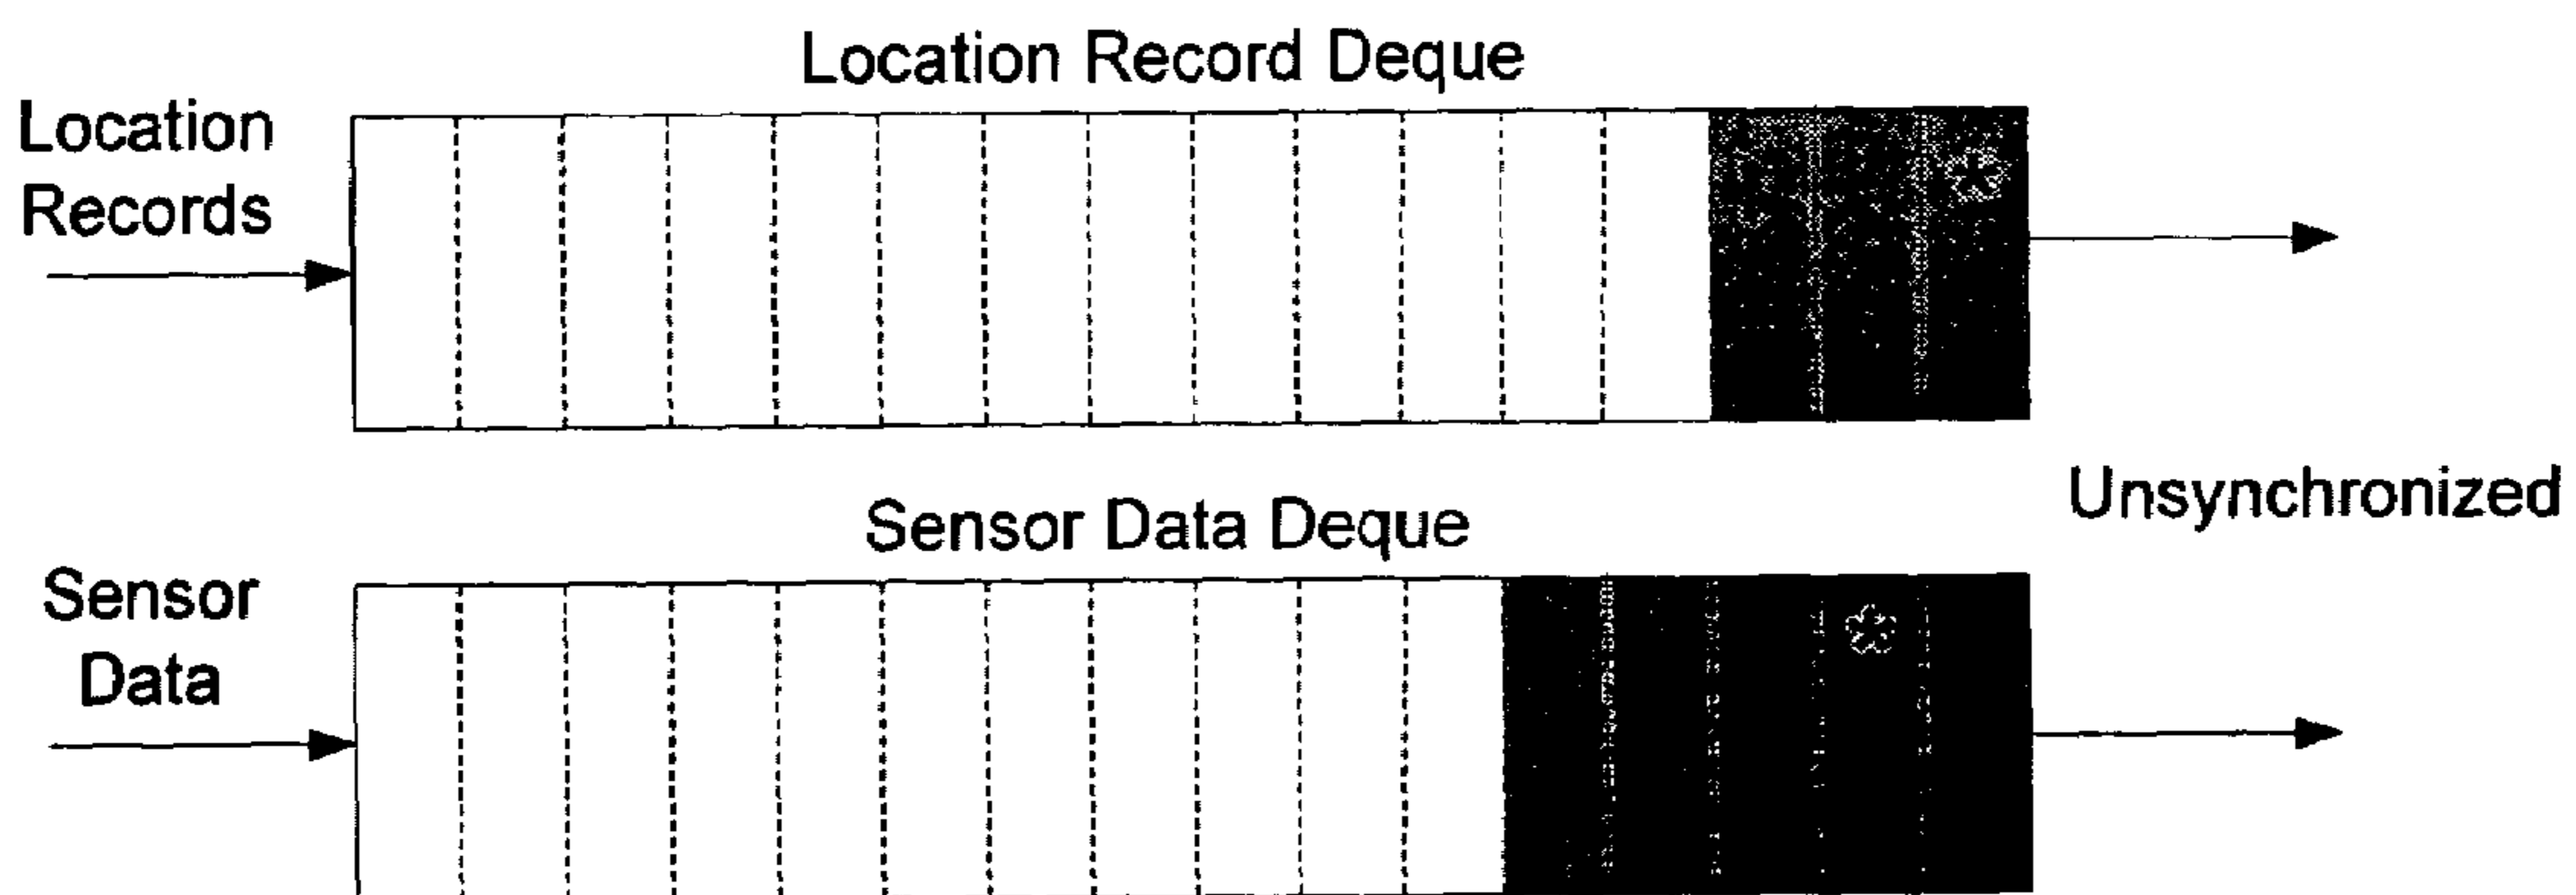 Location Record Deque
Location
Records
Unsynchronized
Sensor Data Deque
Sensor
Data